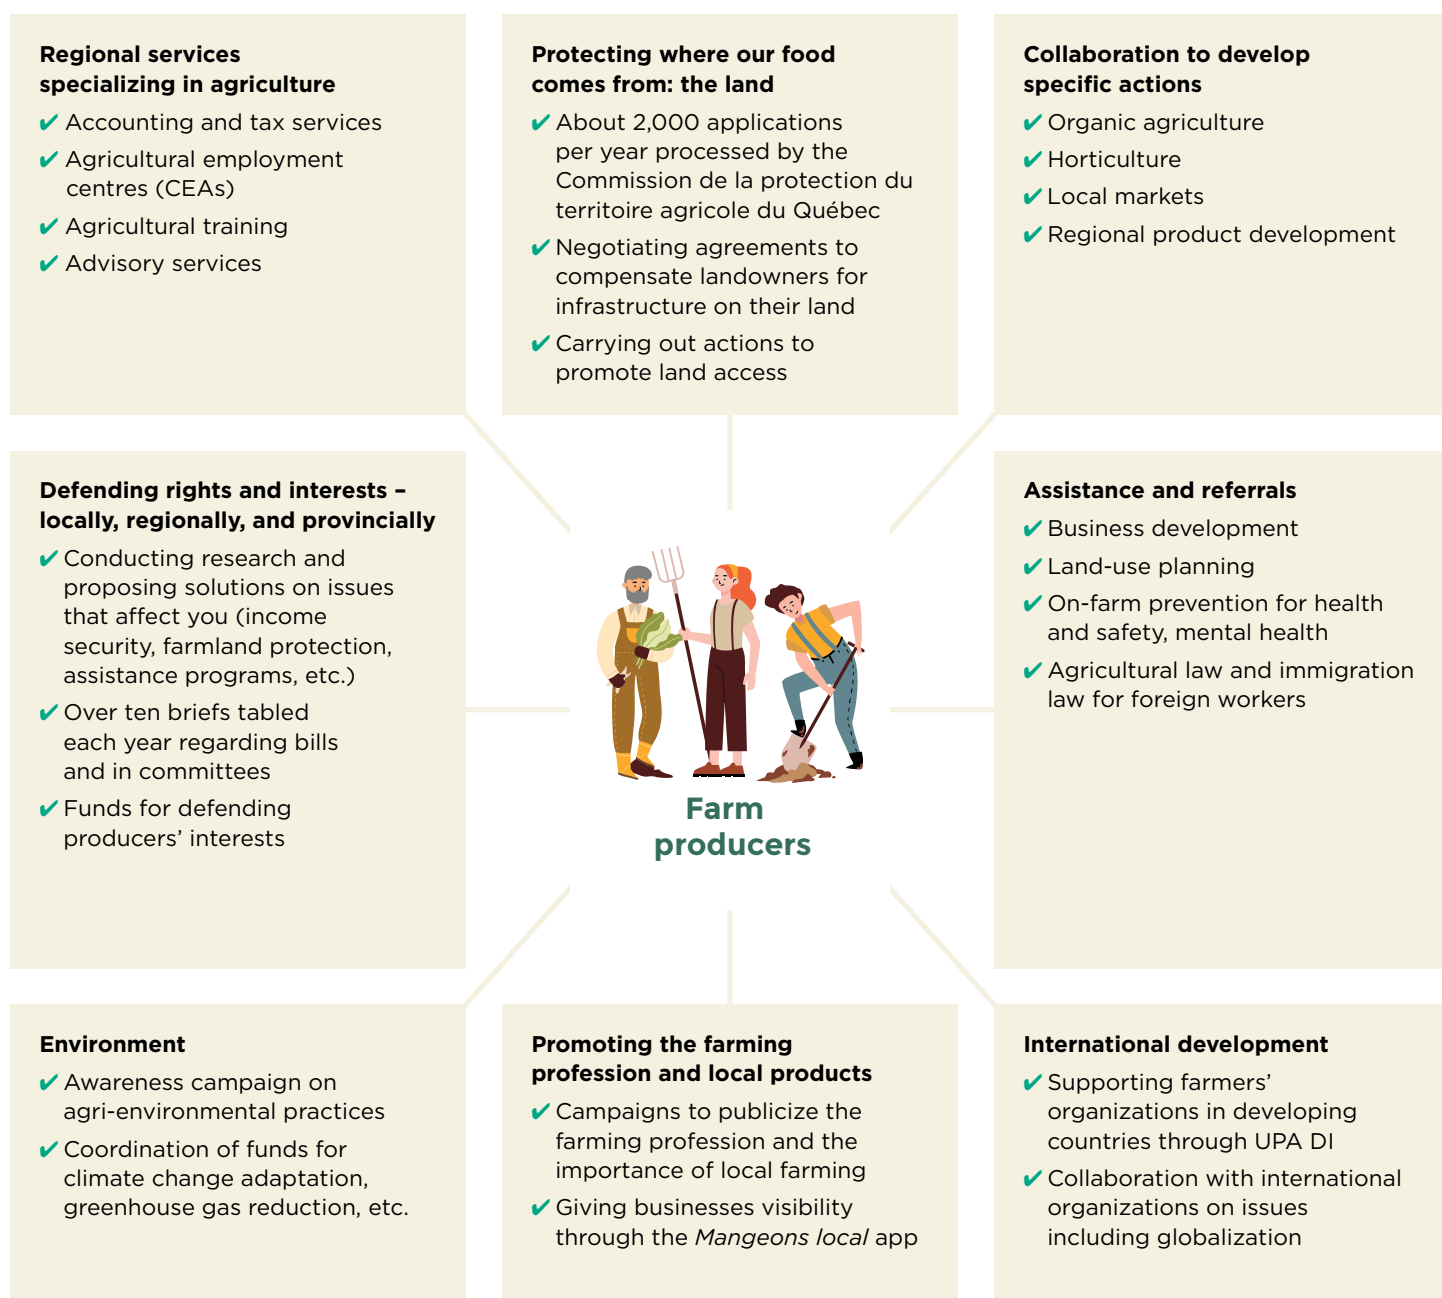 Regional services
specializing in agriculture
✔ Accounting and tax services
✔ Agricultural employment
centres (CEAs)
✔ Agricultural training
✔ Advisory services
Protecting where our food
comes from: the land
✔ About 2,000 applications
per year processed by the
Commission de la protection du
territoire agricole du Québec
✔ Negotiating agreements to
compensate landowners for
infrastructure on their land
✔ Carrying out actions to
promote land access
Collaboration to develop
specific actions
✔ Organic agriculture
✔ Horticulture
✔ Local markets
✔ Regional product development
Defending rights and interests –
locally, regionally, and provincially
✔ Conducting research and
proposing solutions on issues
that affect you (income
security, farmland protection,
assistance programs, etc.)
✔ Over ten briefs tabled
each year regarding bills
and in committees
✔ Funds for defending
producers’ interests
Farm
producers
Assistance and referrals
✔ Business development
✔ Land-use planning
✔ On-farm prevention for health
and safety, mental health
✔ Agricultural law and immigration
law for foreign workers
Environment
✔ Awareness campaign on
agri-environmental practices
✔ Coordination of funds for
climate change adaptation,
greenhouse gas reduction, etc.
Promoting the farming
profession and local products
✔ Campaigns to publicize the
farming profession and the
importance of local farming
✔ Giving businesses visibility
through the Mangeons local app
International development
✔ Supporting farmers’
organizations in developing
countries through UPA DI
✔ Collaboration with international
organizations on issues
including globalization